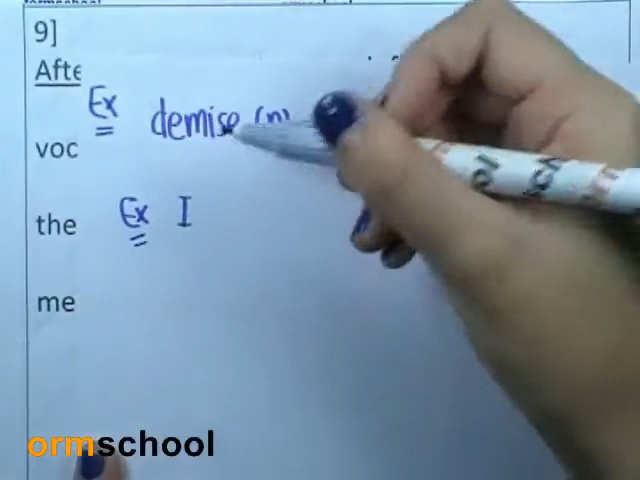 9]
Afte
Ex demise (n)
voc
the Ex I
me
ormschool